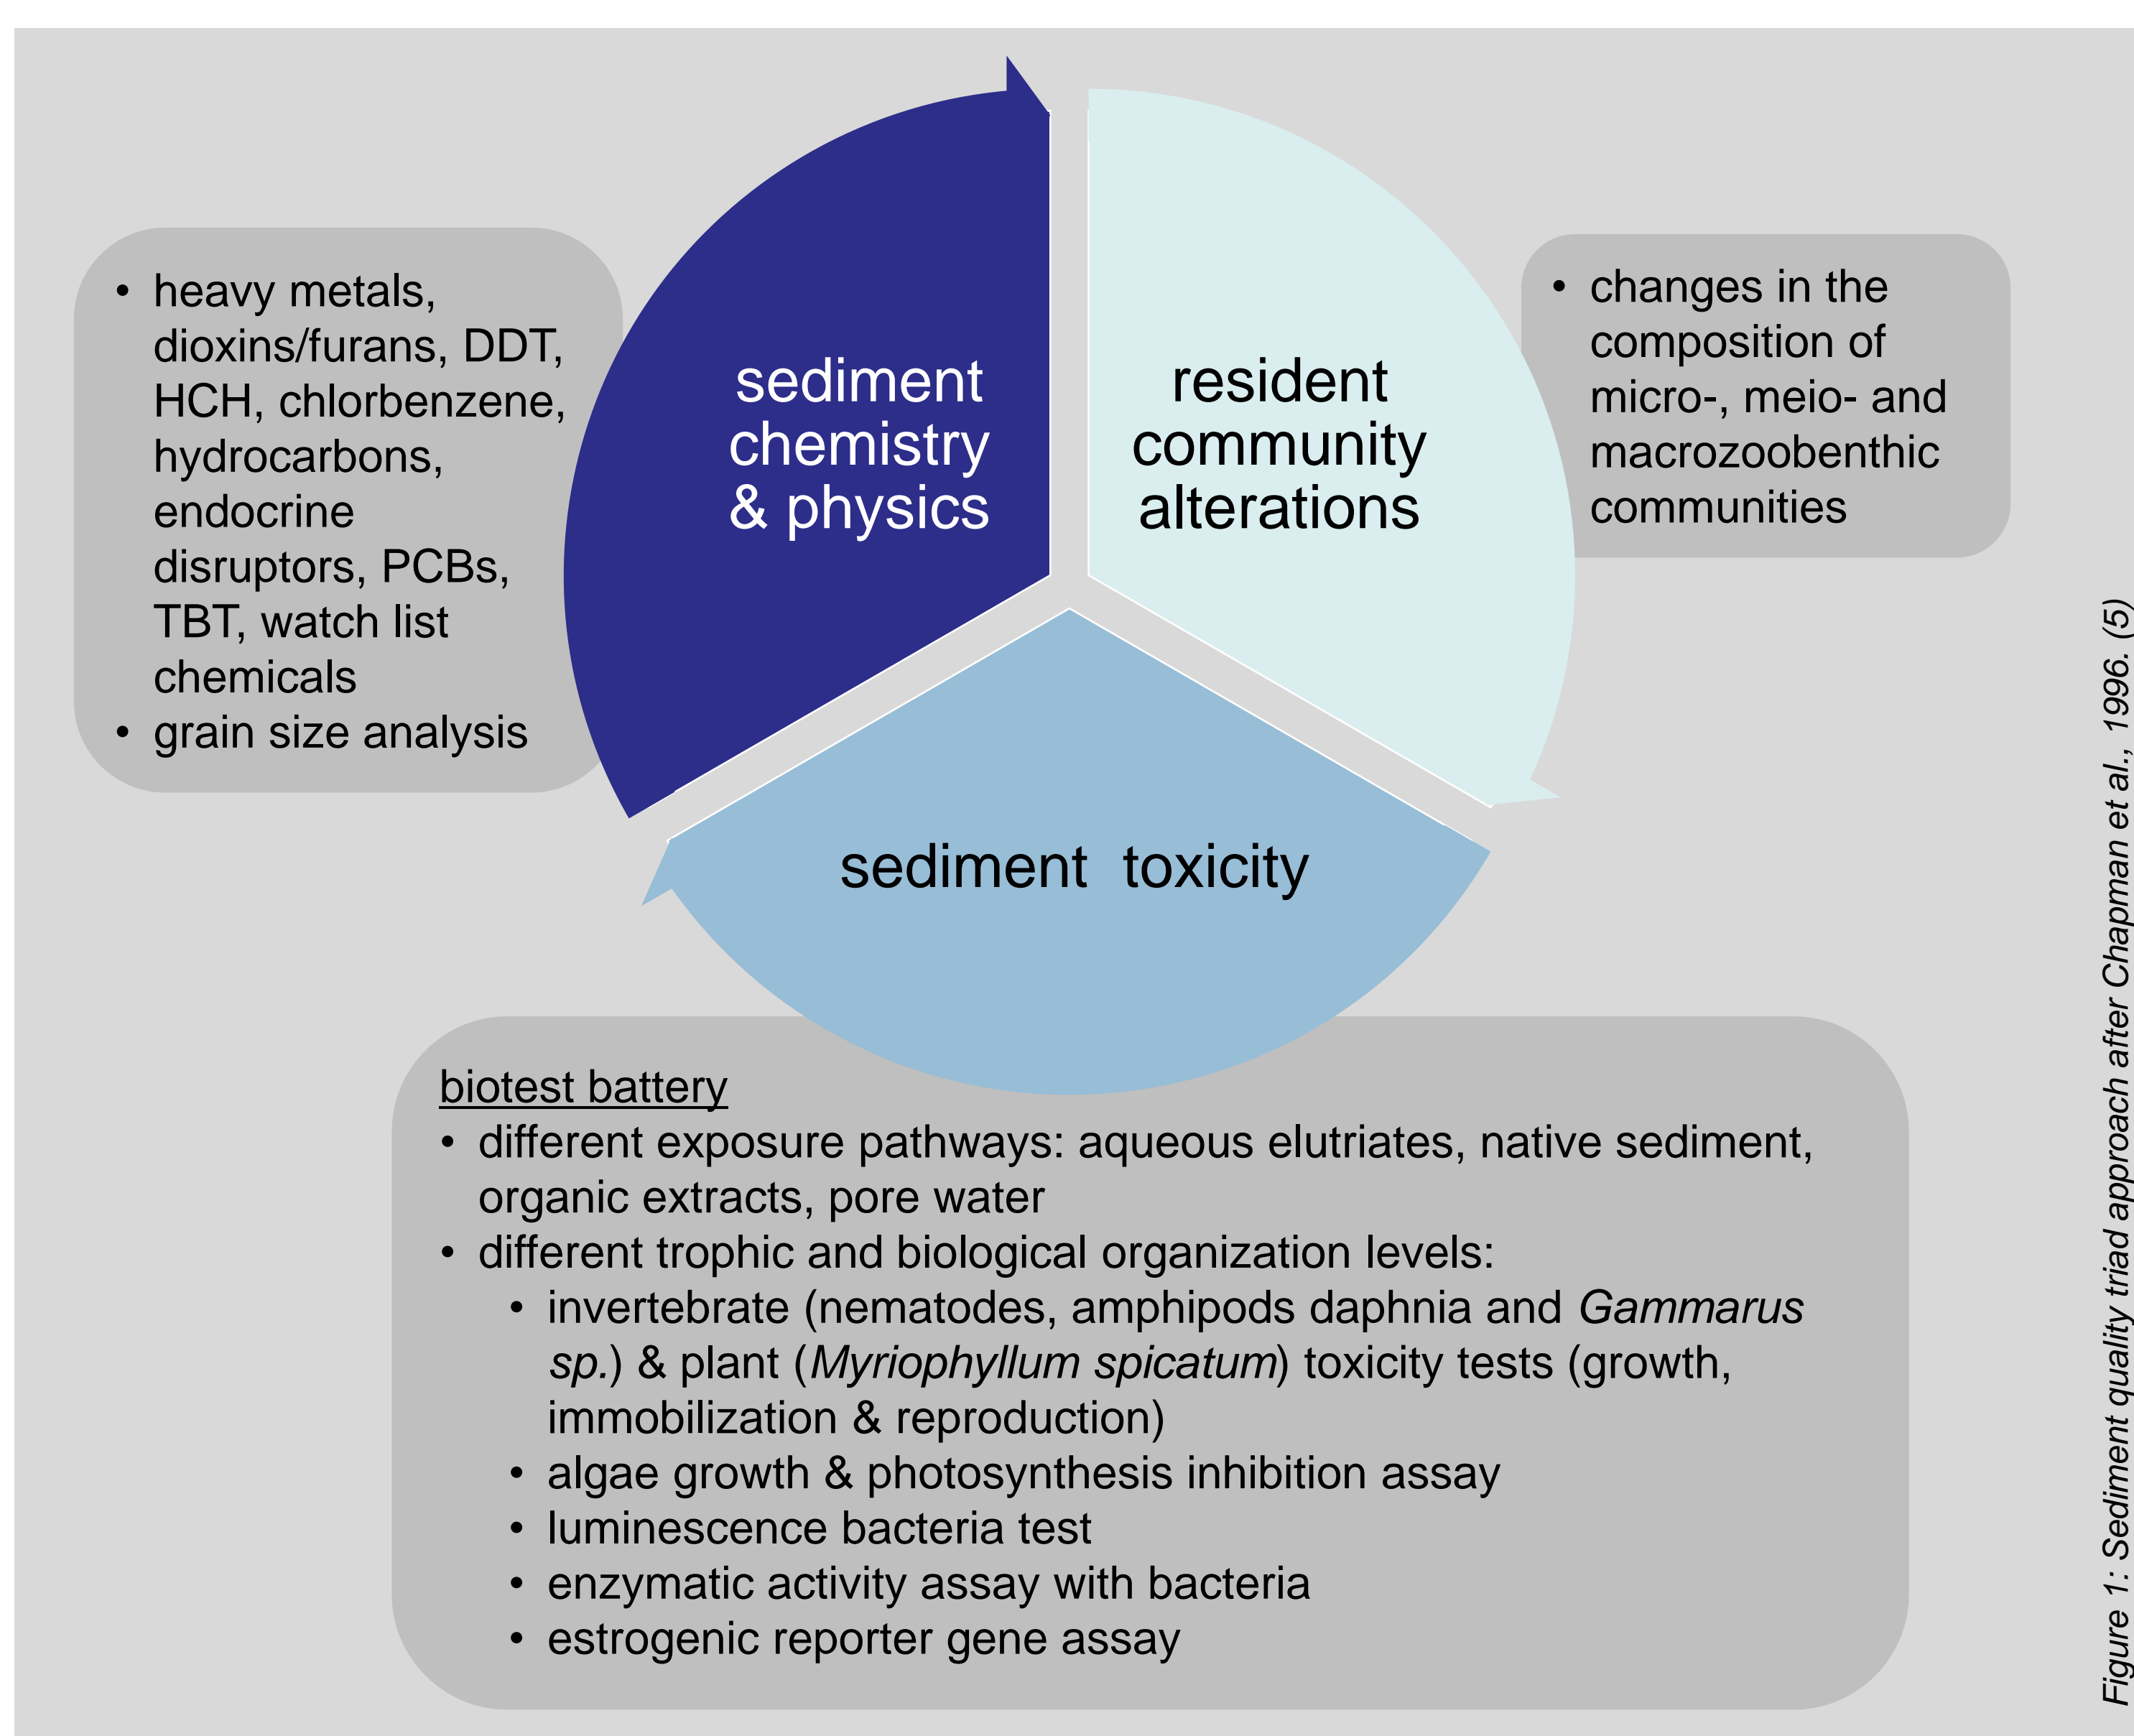 sediment
chemistry
& physics
resident
community
alterations
sediment toxicity
• heavy metals,
dioxins/furans, DDT,
HCH, chlorbenzene,
hydrocarbons,
endocrine
disruptors, PCBs,
TBT, watch list
chemicals
• grain size analysis
• changes in the
composition of
micro-, meio- and
macrozoobenthic
communities
biotest battery
• different exposure pathways: aqueous elutriates, native sediment,
organic extracts, pore water
• different trophic and biological organization levels:
• invertebrate (nematodes, amphipods daphnia and Gammarus
sp.) & plant (Myriophyllum spicatum) toxicity tests (growth,
immobilization & reproduction)
• algae growth & photosynthesis inhibition assay
• luminescence bacteria test
• enzymatic activity assay with bacteria
• estrogenic reporter gene assay
Figure 1: Sediment quality triad approach after Chapman et al., 1996. (5)